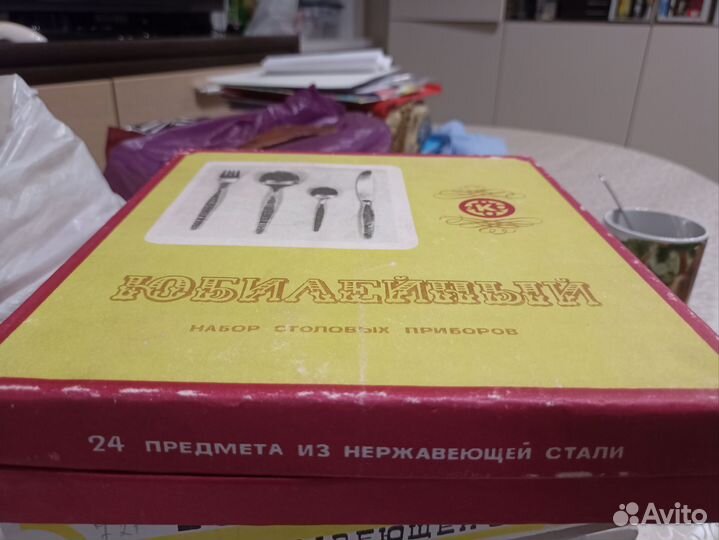 К
ЮБИЛЕЙНЫЙ
НАБОР СТОЛОВЫХ ПРИБОРОВ
24 ПРЕДМЕТА ИЗ НЕРЖАВЕЮЩЕЙ СТАЛИ
Avito